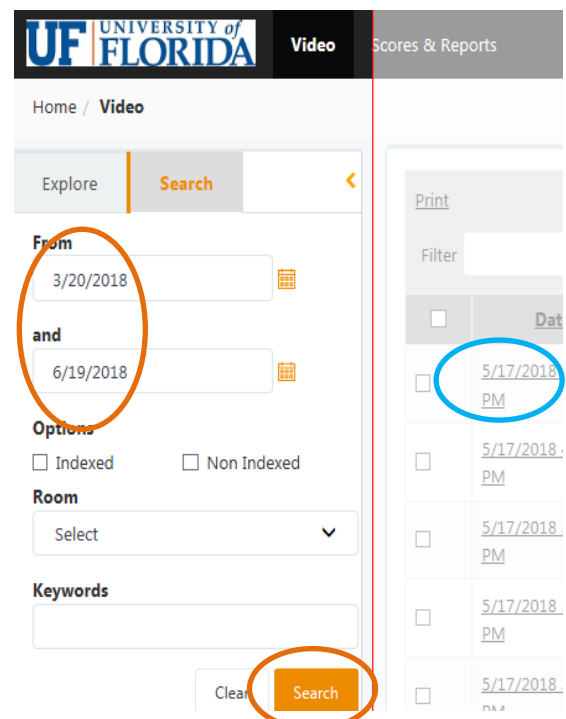 UF UNIVERSITY of FLORIDA Video Scores & Reports
Home / Video
Explore Search
Print
From
Filter
3/20/2018
and
6/19/2018
5/17/2018
PM
Options
Indexed Non Indexed
5/17/2018
PM
Room
Select
5/17/2018
PM
Keywords
5/17/2018
PM
Clear Search
5/17/2018
PM